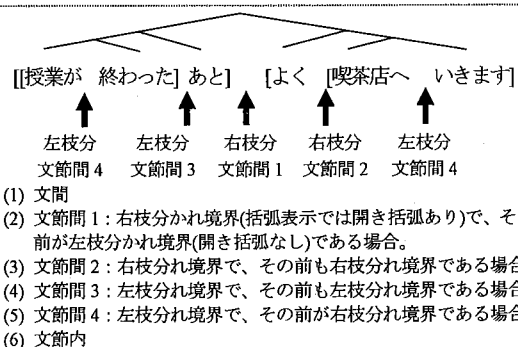 [[授業が 終わった] あと] [よく [喫茶店へ いきます]
左枝分 左枝分 右枝分 右枝分 左枝分
文節間 4 文節間 3 文節間 1 文節間 2 文節間 4
(1) 文間
(2) 文節間 1：右枝分かれ境界(括弧表示では開き括弧あり)で、そ
前が左枝分かれ境界(開き括弧なし)である場合。
(3) 文節間 2：右枝分れ境界で、その前も右枝分れ境界である場合
(4) 文節間 3：左枝分れ境界で、その前も左枝分れ境界である場合
(5) 文節間 4：左枝分れ境界で、その前が右枝分れ境界である場合
(6) 文節内